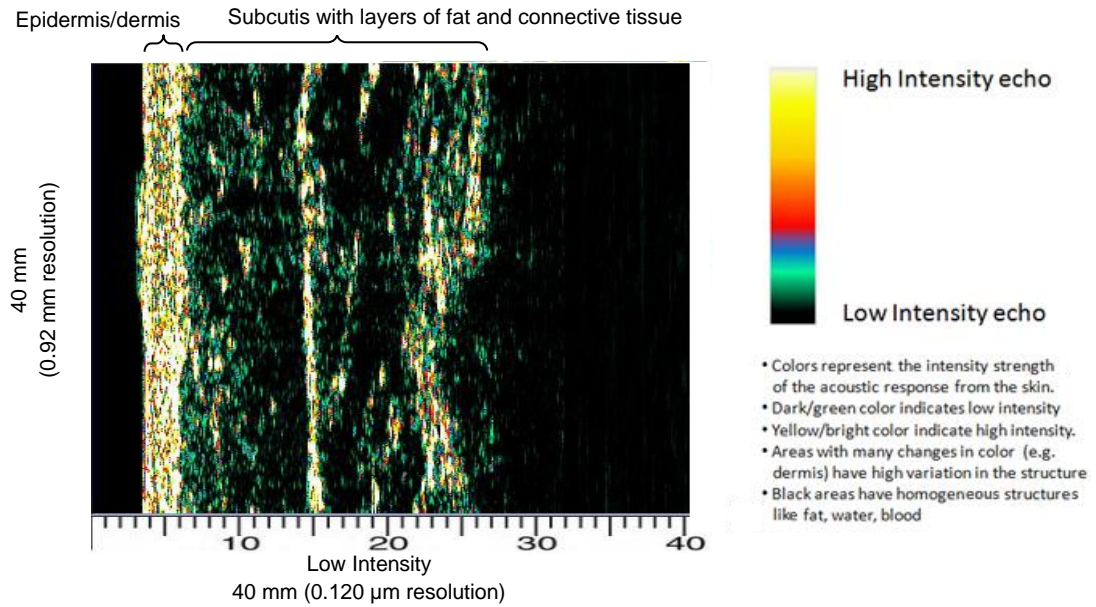 Epidermis/dermis
Subcutis with layers of fat and connective tissue
High Intensity echo
Low Intensity echo
40 mm
(0.92 mm resolution)
• Colors represent the intensity strength
of the acoustic response from the skin.
• Dark/green color indicates low intensity
• Yellow/bright color indicate high intensity.
• Areas with many changes in color (e.g.
dermis) have high variation in the structure
• Black areas have homogeneous structures
like fat, water, blood
10 20 30 40
Low Intensity
40 mm (0.120 µm resolution)